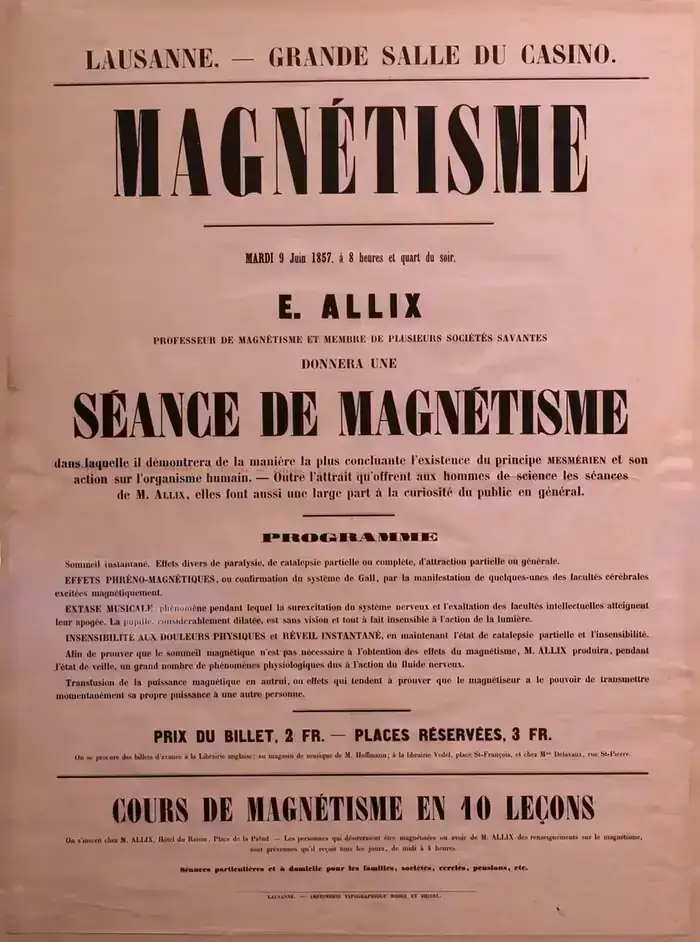 LAUSANNE. — GRANDE SALLE DU CASINO.
MAGNÉTISME
MARDI 9 Juin 1857, à 8 heures et quart du soir,
E. ALLIX
PROFESSEUR DE MAGNÉTISME ET MEMBRE DE PLUSIEURS SOCIÉTÉS SAVANTES
DONNERA UNE
SÉANCE DE MAGNÉTISME
dans laquelle il démontrera de la manière la plus concluante l'existence du principe MESMÉRIEN et son
action sur l'organisme humain. — Outre l'attrait qu'offrent aux hommes de science les séances
de M. ALLIX, elles font aussi une large part à la curiosité du public en général.
PROGRAMME
Sommeil instantané. Effets divers de paralysie, de catalepsie partielle ou complète, d'attraction partielle ou générale.
EFFETS PHRÉNO-MAGNÉTIQUES, ou confirmation du système de Gall, par la manifestation de quelques-unes des facultés cérébrales
excitées magnétiquement.
EXTASE MUSICALE phénomène pendant lequel la surexcitation du système nerveux et l'exaltation des facultés intellectuelles atteignent
leur apogée. La pupille, considérablement dilatée, est sans vision et tout à fait insensible à l'action de la lumière.
INSENSIBILITÉ AUX DOULEURS PHYSIQUES et RÉVEIL INSTANTANÉ, en maintenant l'état de catalepsie partielle et l'insensibilité.
Afin de prouver que le sommeil magnétique n'est pas nécessaire à l'obtention des effets du magnétisme, M. ALLIX produira, pendant
l'état de veille, un grand nombre de phénomènes physiologiques dus à l'action du fluide nerveux.
Transfusion de la puissance magnétique en autrui, ou effets qui tendent à prouver que le magnétiseur a le pouvoir de transmettre
momentanément sa propre puissance à une autre personne.
PRIX DU BILLET, 2 FR. — PLACES RÉSERVÉES, 3 FR.
On se procure des billets d'avance à la Librairie anglaise; au magasin de musique de M. Hoffmann; à la librairie Vedel, place St-François, et chez Mme Delavaux, rue St-Pierre.
COURS DE MAGNÉTISME EN 10 LEÇONS
On s'inscrit chez M. ALLIX, Hôtel du Raisin, Place de la Palud. — Les personnes qui désireraient être magnétisées ou avoir de M. ALLIX des renseignements sur le magnétisme,
sont prévenues qu'il reçoit tous les jours, de midi à 4 heures.
Séances particulières et à domicile pour les familles, sociétés, cercles, pensions, etc.
LAUSANNE. — IMPRIMERIE TYPOGRAPHIQUE ET BRIDEL.